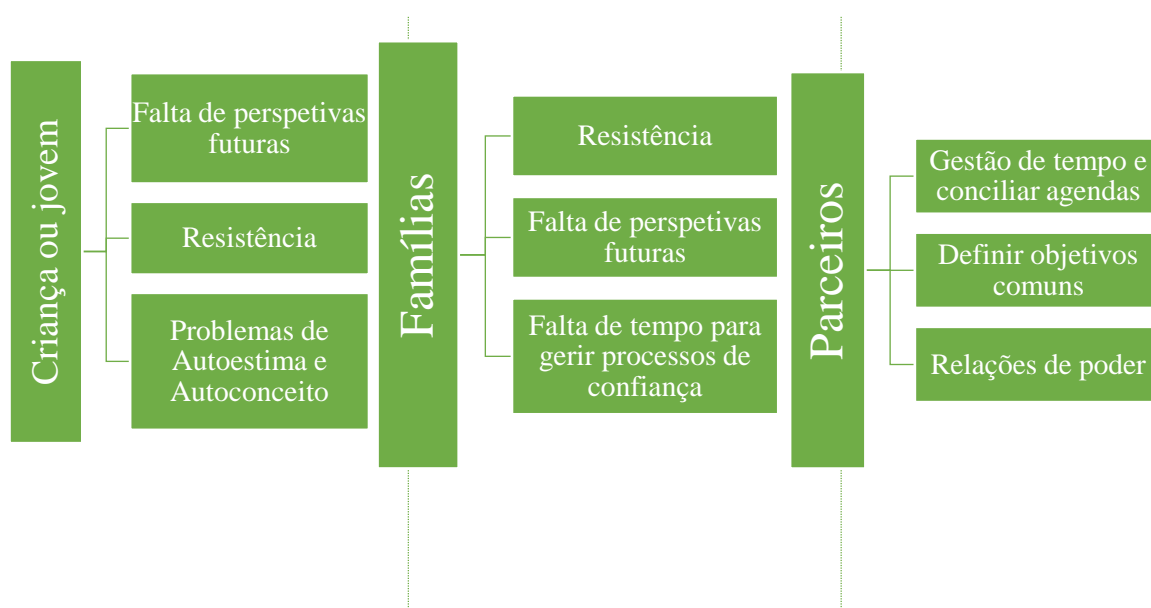 Criança ou jovem
Falta de perspetivas
futuras
Resistência
Problemas de
Autoestima e
Autoconceito
Famílias
Resistência
Falta de perspetivas
futuras
Falta de tempo para
gerir processos de
confiança
Parceiros
Gestão de tempo e
conciliar agendas
Definir objetivos
comuns
Relações de poder